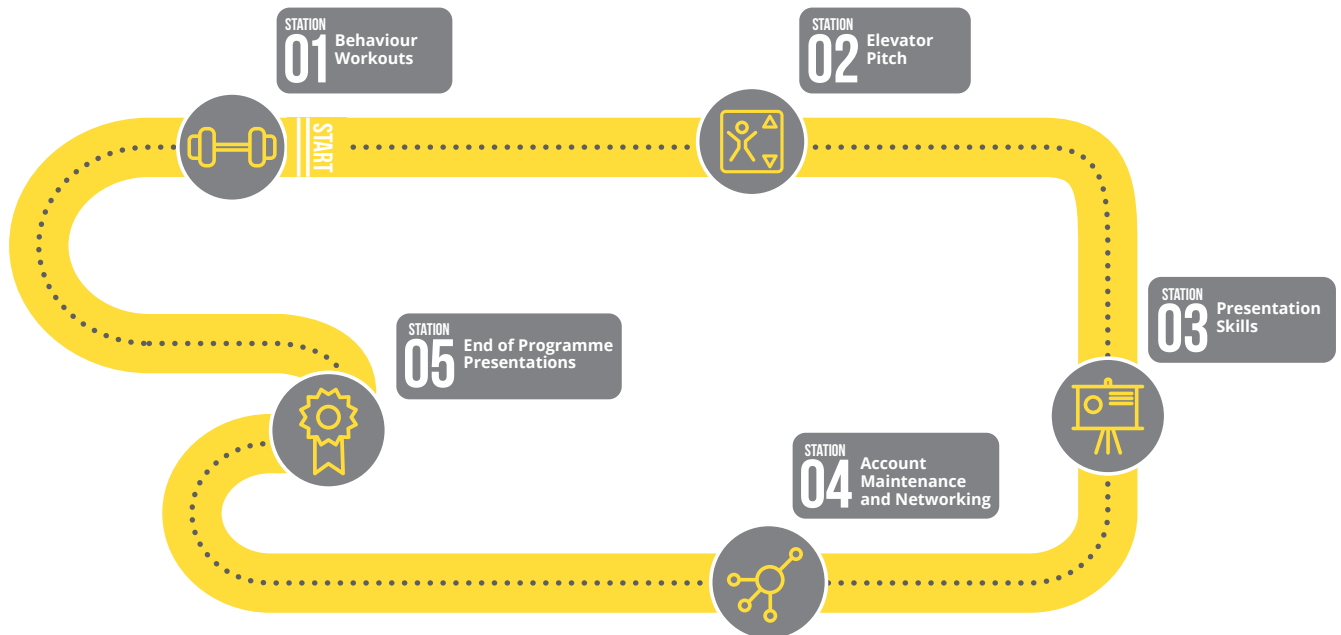 STATION
01
Behaviour
Workouts
START
STATION
02
Elevator
Pitch
STATION
03
Presentation
Skills
STATION
04
Account
Maintenance
and Networking
STATION
05
End of Programme
Presentations